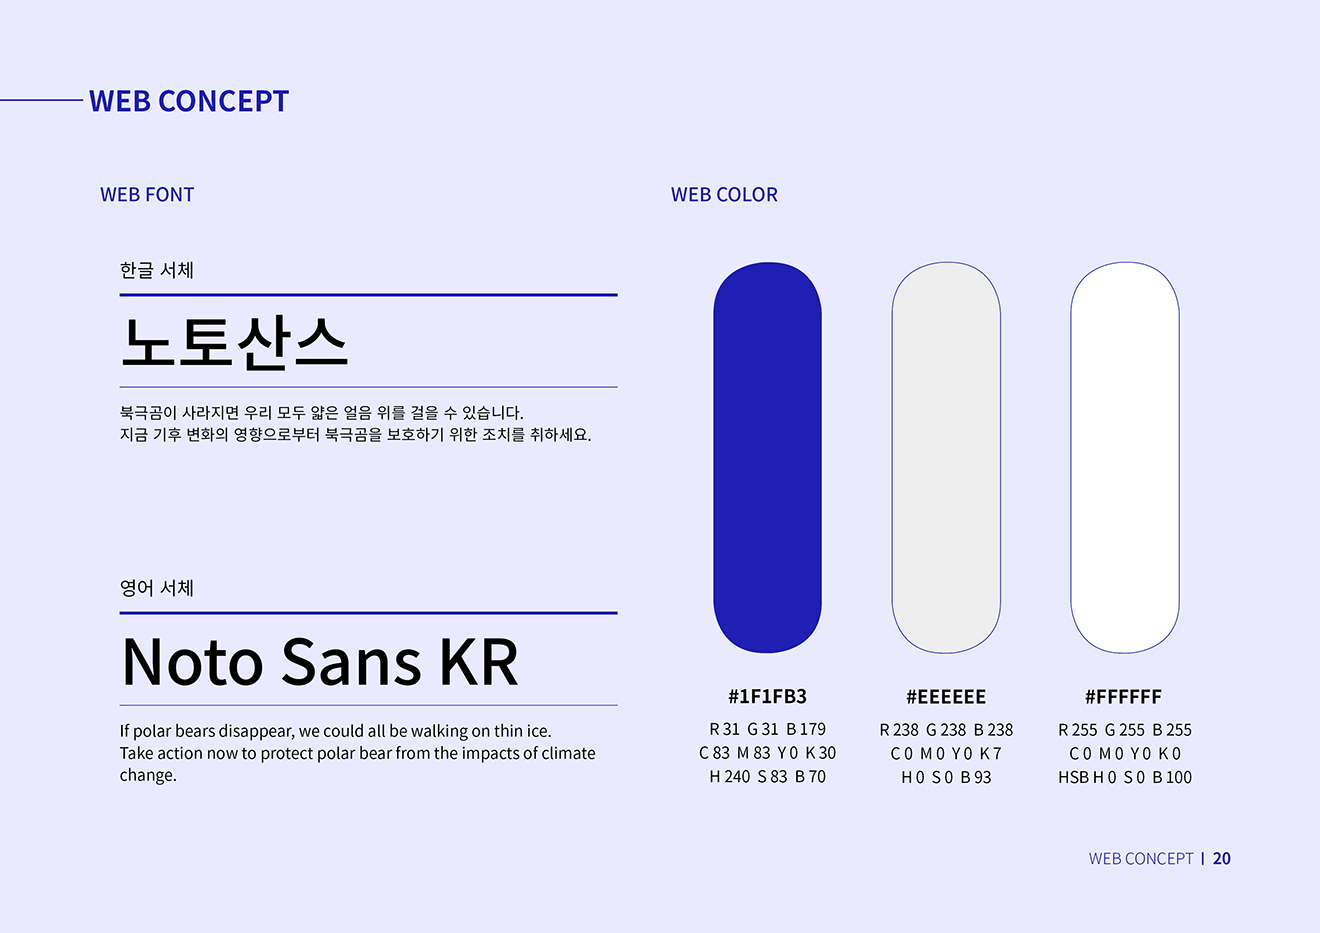 WEB CONCEPT
WEB FONT
한글 서체
노토산스
북극곰이 사라지면 우리 모두 얇은 얼음 위를 걸을 수 있습니다.
지금 기후 변화의 영향으로부터 북극곰을 보호하기 위한 조치를 취하세요.
영어 서체
Noto Sans KR
If polar bears disappear, we could all be walking on thin ice.
Take action now to protect polar bear from the impacts of climate
change.
WEB COLOR
#1F1FB3
R 31 G 31 B 179
C 83 M 83 Y 0 K 30
H 240 S 83 B 70
#EEEEEE
R 238 G 238 B 238
C 0 M 0 Y 0 K 7
H 0 S 0 B 93
#FFFFFF
R 255 G 255 B 255
C 0 M 0 Y 0 K 0
HSB H 0 S 0 B 100
WEB CONCEPT | 20